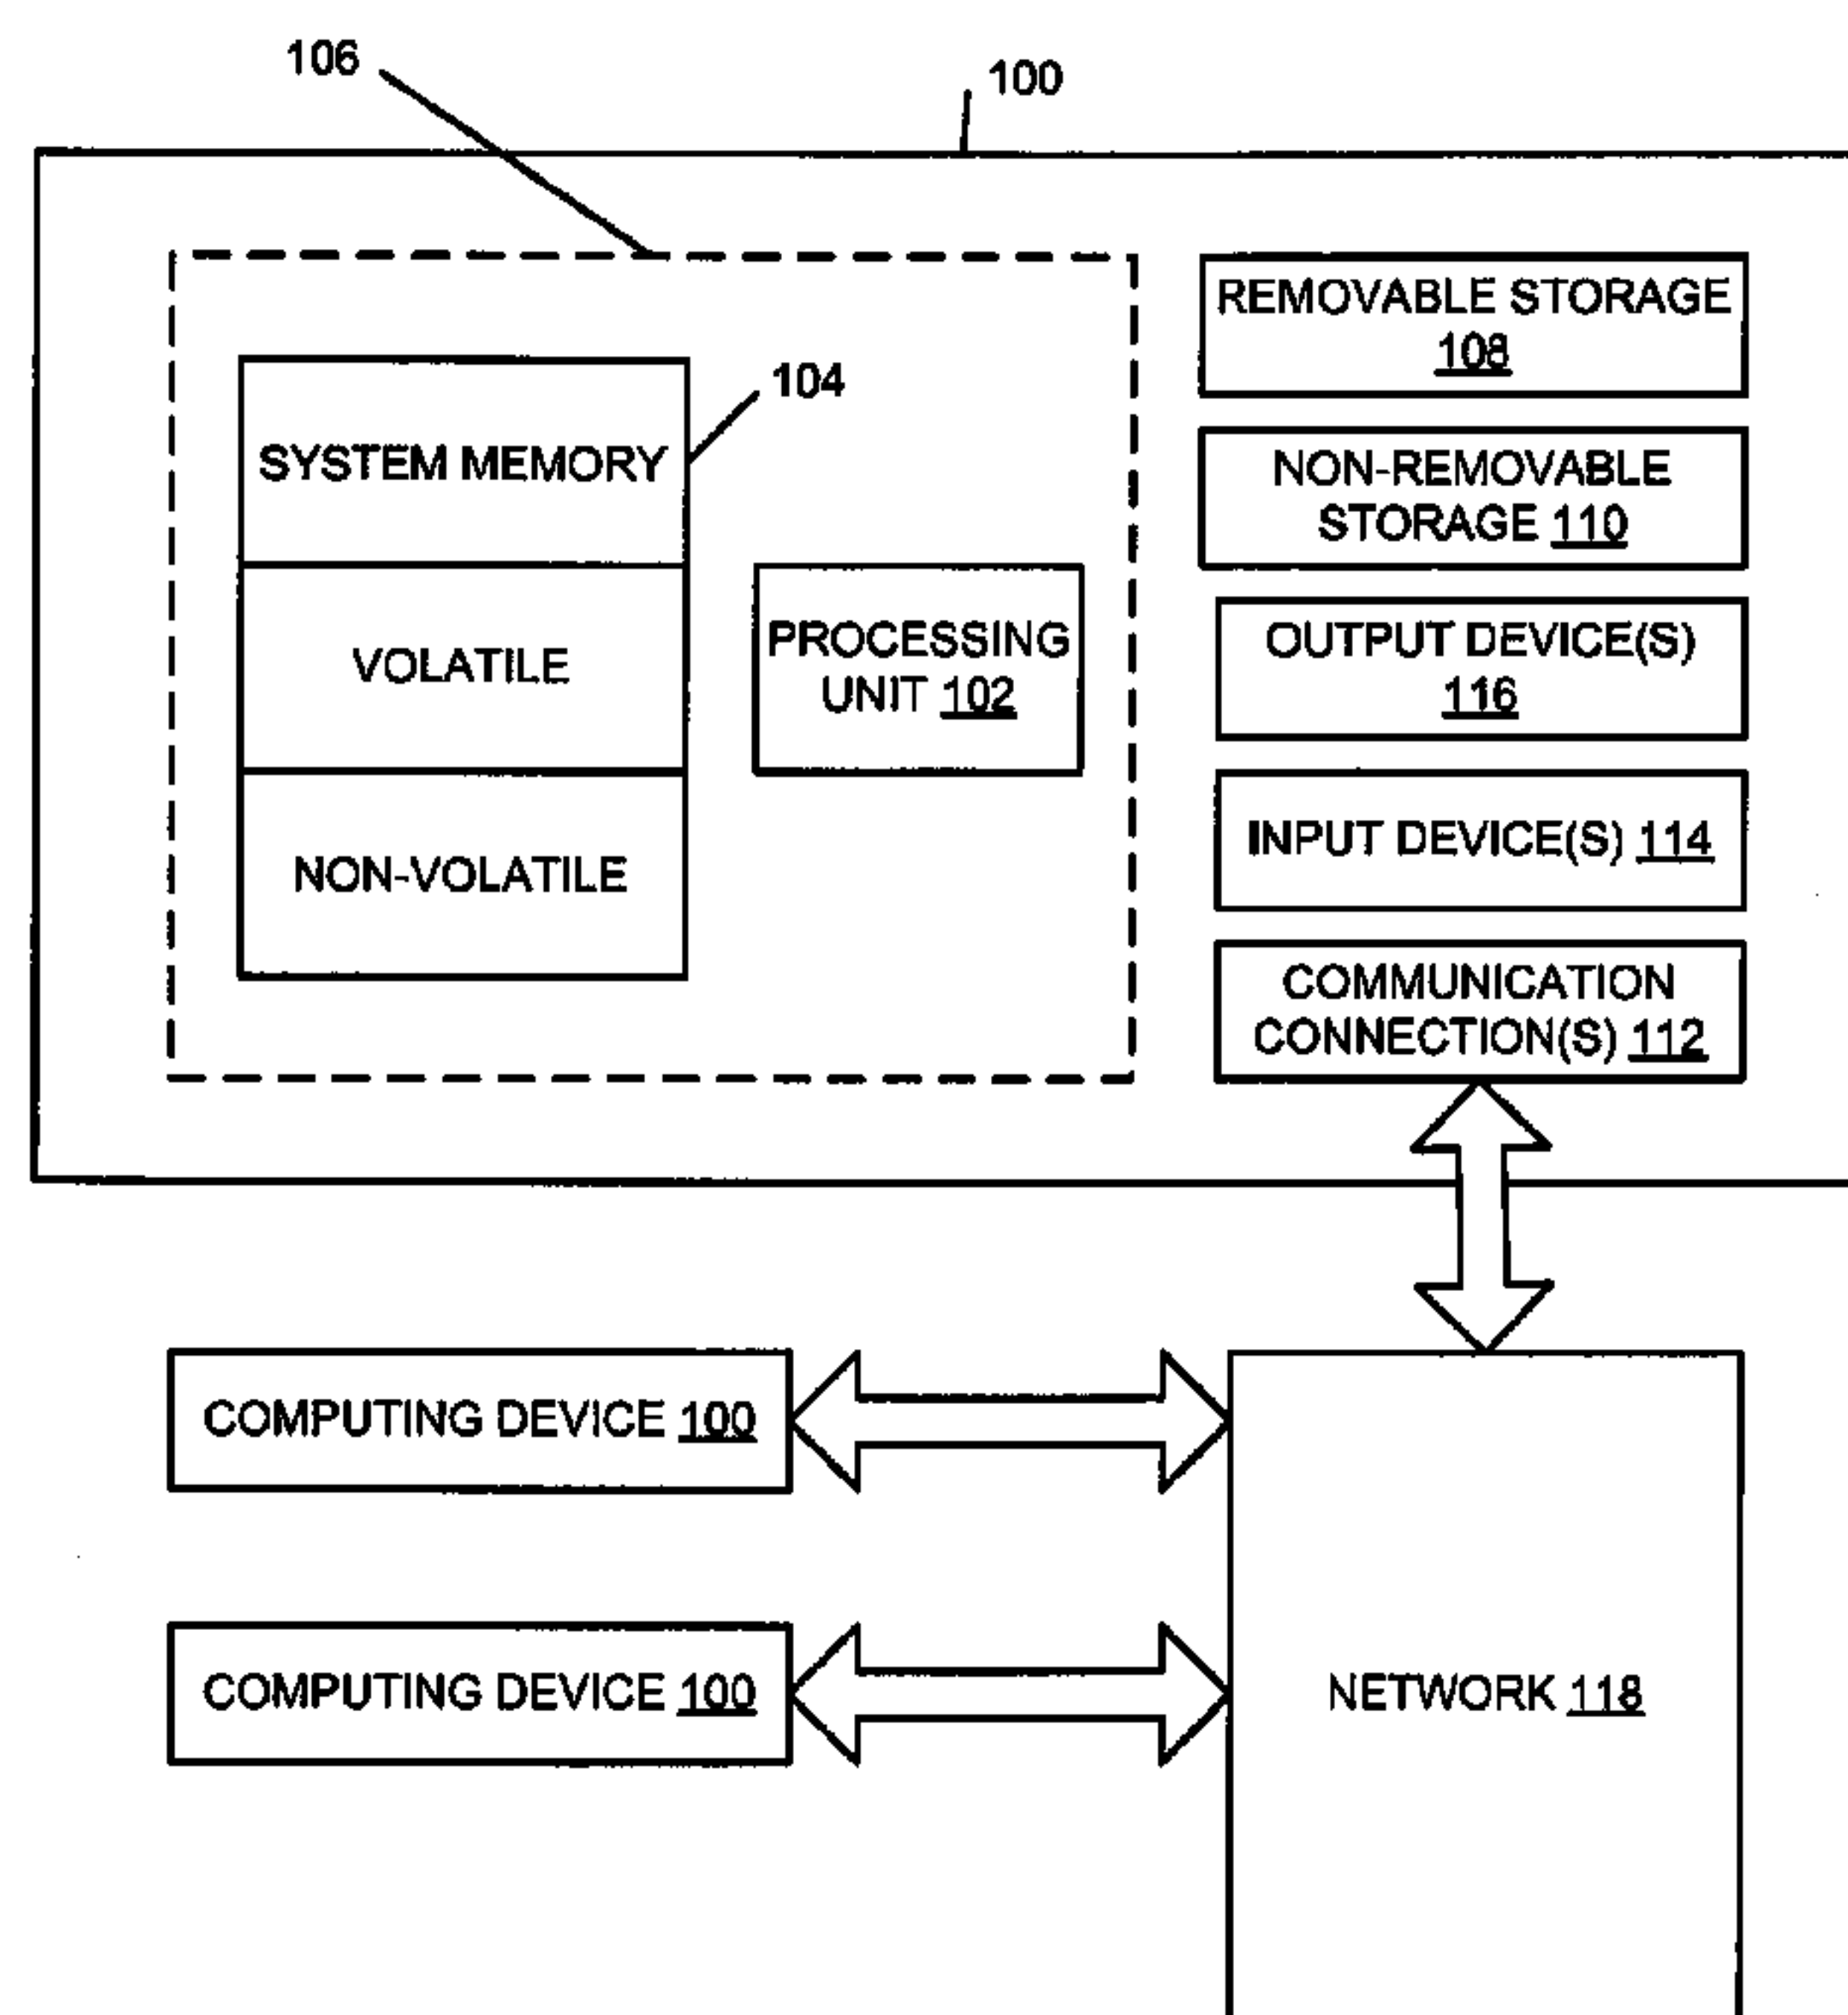 106
100
104
SYSTEM MEMORY
VOLATILE
NON-VOLATILE
PROCESSING
UNIT 102
REMOVABLE STORAGE
108
NON-REMOVABLE
STORAGE 110
OUTPUT DEVICE(S)
116
INPUT DEVICE(S) 114
COMMUNICATION
CONNECTION(S) 112
COMPUTING DEVICE 100
COMPUTING DEVICE 100
NETWORK 118